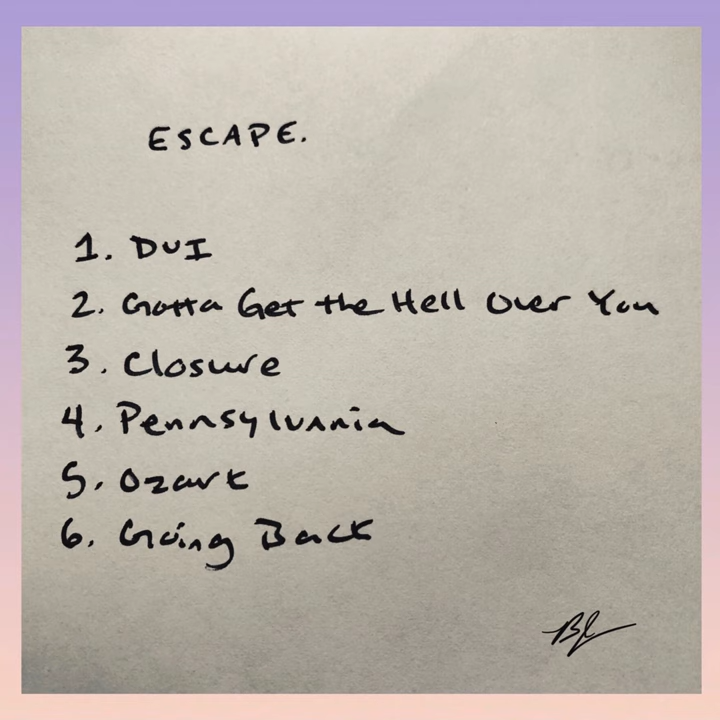 ESCAPE.
1. DUI
2. Gotta Get the Hell Over You
3. Closure
4. Pennsylvania
5. Ozark
6. Going Back